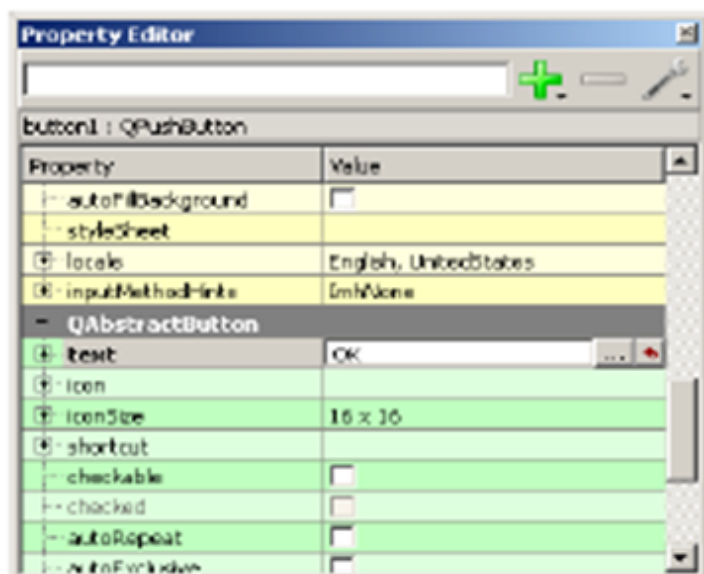 Property Editor
button1 : QPushButton
Property Value
autoFillBackground
styleSheet
locale English, UnitedStates
inputMethodHints ImhNone
QAbstractButton
text OK ...
icon
iconSize 16 x 16
shortcut
checkable
checked
autoRepeat
autoExclusive